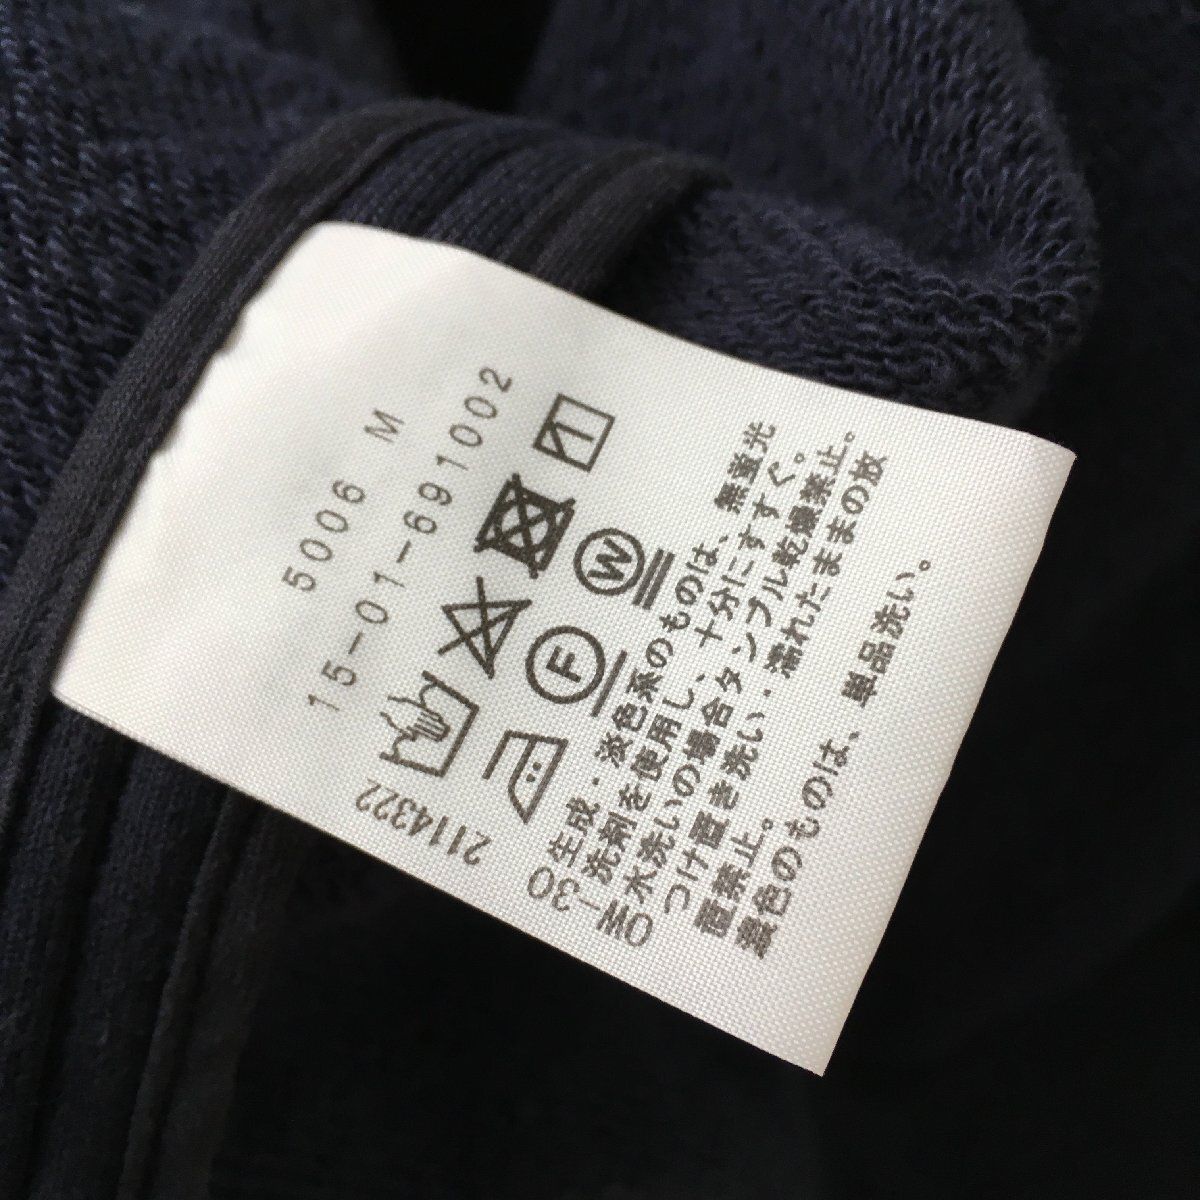 5006 M
15-01-691002
W
F
2114322
生成・淡色系のものは、無蛍光
洗剤を使用し、十分にすすぐ。
水洗いの場合タンブル乾燥禁止。
つけ置き洗い・濡れたままの放
置禁止。
濃色のものは、単品洗い。